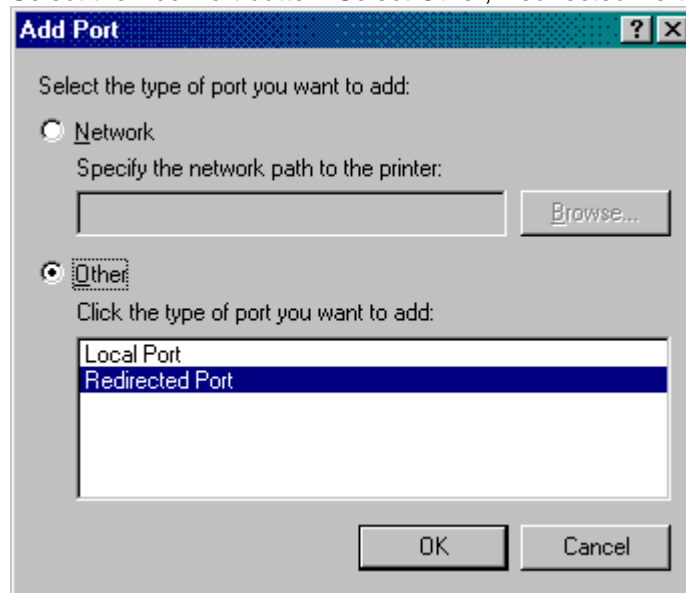 Add Port
Select the type of port you want to add:
Network
Specify the network path to the printer:
Browse...
Other
Click the type of port you want to add:
Local Port
Redirected Port
OK
Cancel